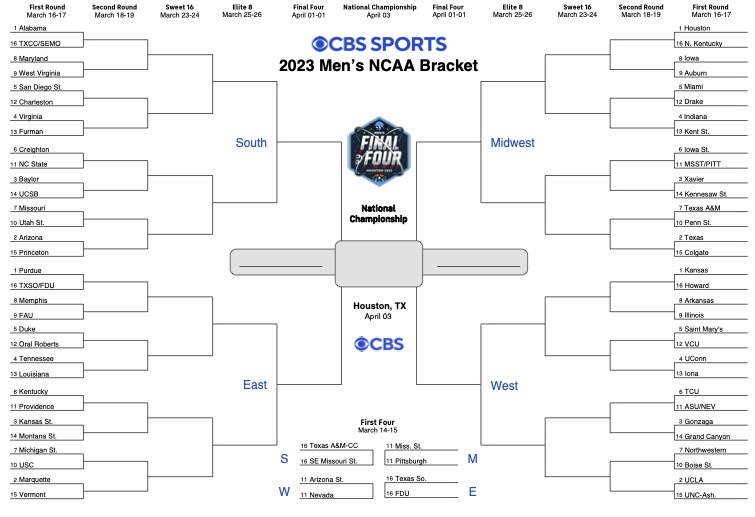 First Round
March 16-17
Second Round
March 18-19
Sweet 16
March 23-24
Elite 8
March 25-26
Final Four
April 01-01
National Championship
April 03
Final Four
April 01-01
Elite 8
March 25-26
Sweet 16
March 23-24
Second Round
March 18-19
First Round
March 16-17
CBS SPORTS
2023 Men's NCAA Bracket
1 Alabama
16 TXCC/SEMO
8 Maryland
9 West Virginia
5 San Diego St.
12 Charleston
4 Virginia
13 Furman
6 Creighton
11 NC State
3 Baylor
14 UCSB
7 Missouri
10 Utah St.
2 Arizona
15 Princeton
South
1 Purdue
16 TXSO/FDU
8 Memphis
9 FAU
5 Duke
12 Oral Roberts
4 Tennessee
13 Louisiana
6 Kentucky
11 Providence
3 Kansas St.
14 Montana St.
7 Michigan St.
10 USC
2 Marquette
15 Vermont
East
FINAL
FOUR
National
Championship
Houston, TX
April 03
CBS
1 Houston
16 N. Kentucky
8 Iowa
9 Auburn
5 Miami
12 Drake
4 Indiana
13 Kent St.
6 Iowa St.
11 MSST/PITT
3 Xavier
14 Kennesaw St.
7 Texas A&M
10 Penn St.
2 Texas
15 Colgate
Midwest
1 Kansas
16 Howard
8 Arkansas
9 Illinois
5 Saint Mary's
12 VCU
4 UConn
13 Iona
6 TCU
11 ASU/NEV
3 Gonzaga
14 Grand Canyon
7 Northwestern
10 Boise St.
2 UCLA
15 UNC-Ash.
West
First Four
March 14-15
S
16 Texas A&M-CC
16 SE Missouri St.
11 Miss. St.
11 Pittsburgh
M
W
11 Arizona St.
11 Nevada
16 Texas So.
16 FDU
E